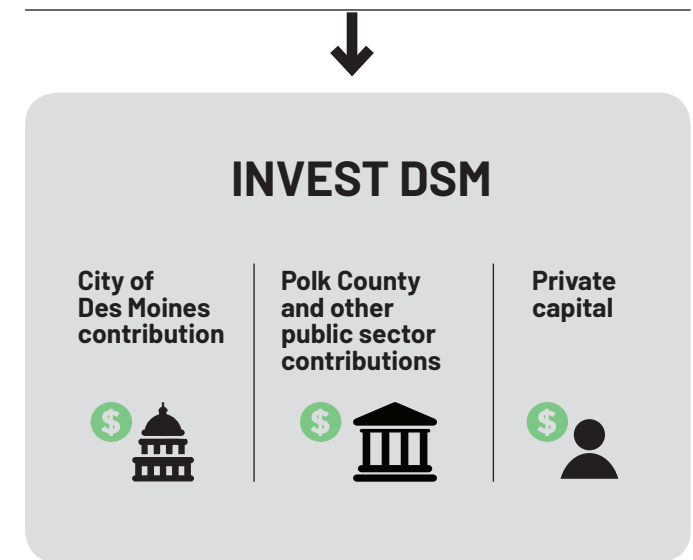 INVEST DSM
City of
Des Moines
contribution
Polk County
and other
public sector
contributions
Private
capital
$
$
$